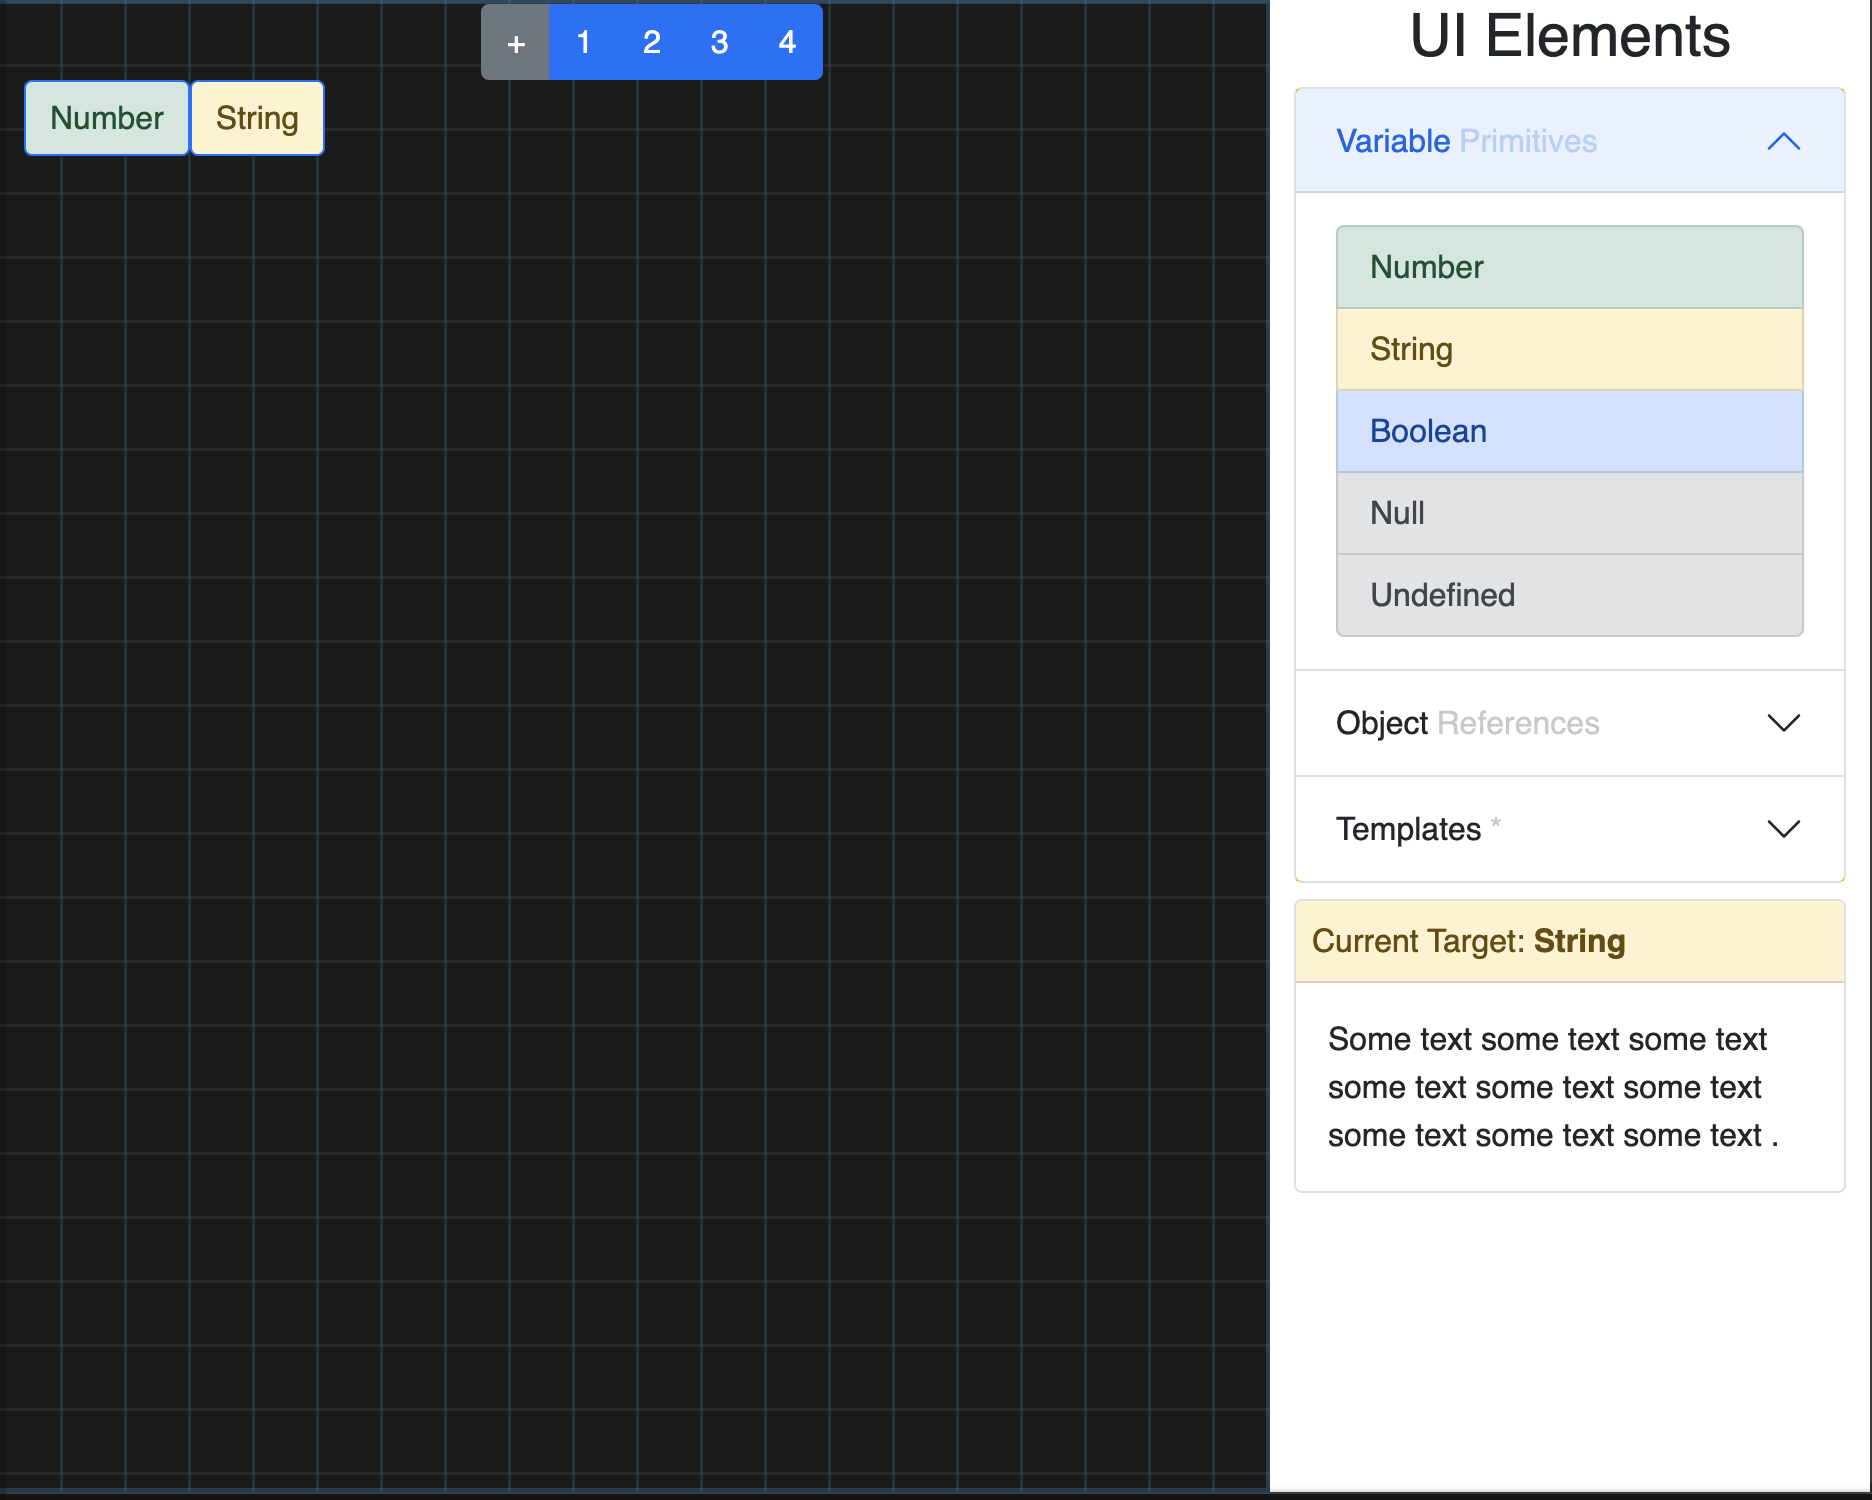 + 1 2 3 4
Number String
UI Elements
Variable Primitives
Number
String
Boolean
Null
Undefined
Object References
Templates *
Current Target: String
Some text some text some text
some text some text some text
some text some text some text .